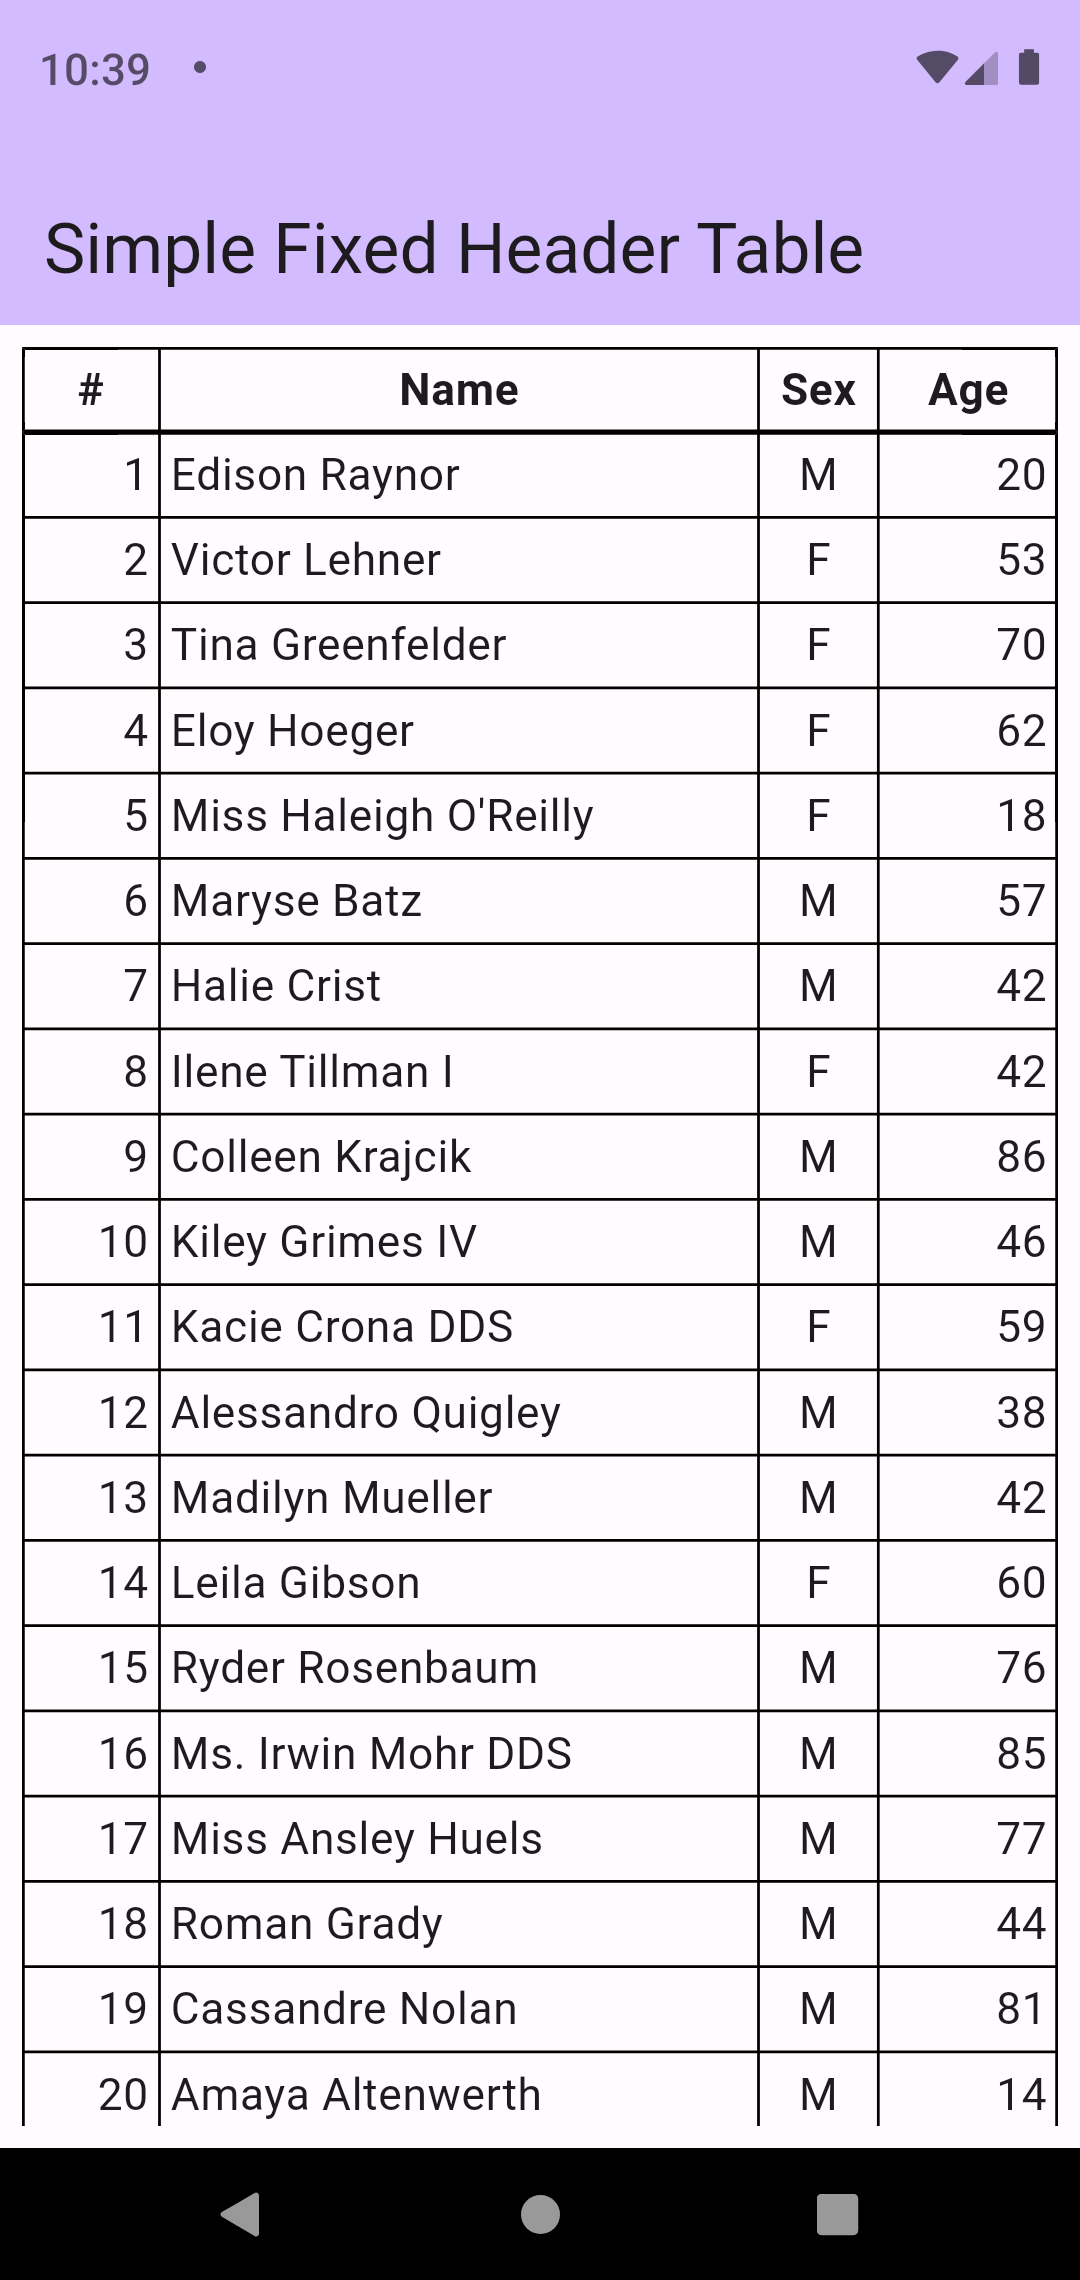 10:39
Simple Fixed Header Table
# Name Sex Age
1 Edison Raynor M 20
2 Victor Lehner F 53
3 Tina Greenfelder F 70
4 Eloy Hoeger F 62
5 Miss Haleigh O'Reilly F 18
6 Maryse Batz M 57
7 Halie Crist M 42
8 Ilene Tillman I F 42
9 Colleen Krajcik M 86
10 Kiley Grimes IV M 46
11 Kacie Crona DDS F 59
12 Alessandro Quigley M 38
13 Madilyn Mueller M 42
14 Leila Gibson F 60
15 Ryder Rosenbaum M 76
16 Ms. Irwin Mohr DDS M 85
17 Miss Ansley Huels M 77
18 Roman Grady M 44
19 Cassandre Nolan M 81
20 Amaya Altenwerth M 14